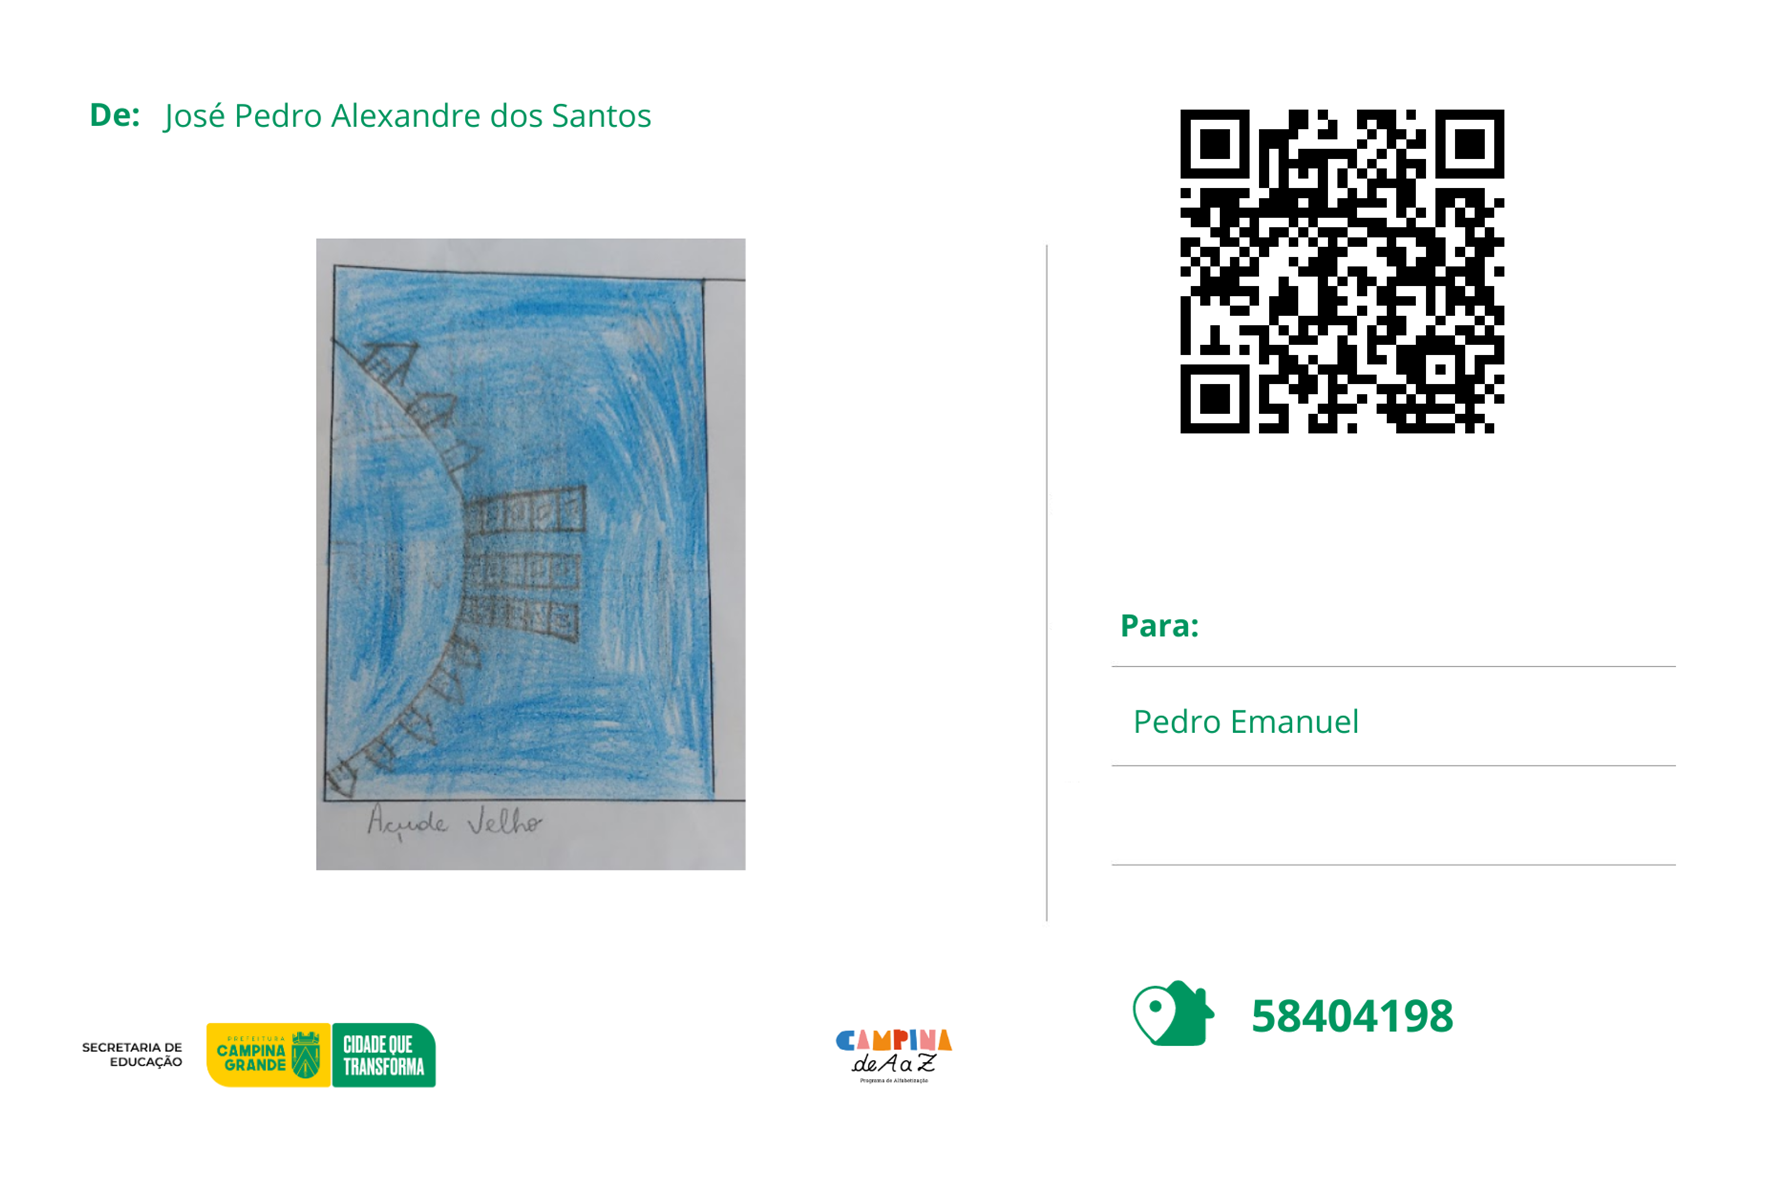 De: José Pedro Alexandre dos Santos
Açude Velho
Para:
Pedro Emanuel
58404198
SECRETARIA DE
EDUCAÇÃO
PREFEITURA
CAMPINA
GRANDE
CIDADE QUE
TRANSFORMA
CAMPINA
de A a Z
Programa de Alfabetização